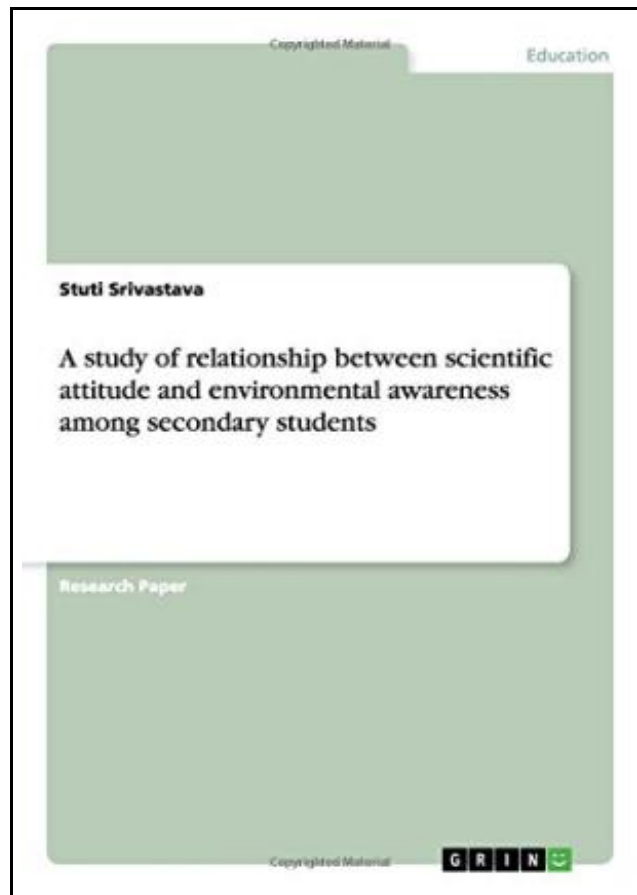 Copyrighted Material
Education
Stuti Srivastava
A study of relationship between scientific
attitude and environmental awareness
among secondary students
Research Paper
Copyrighted Material
GRIN